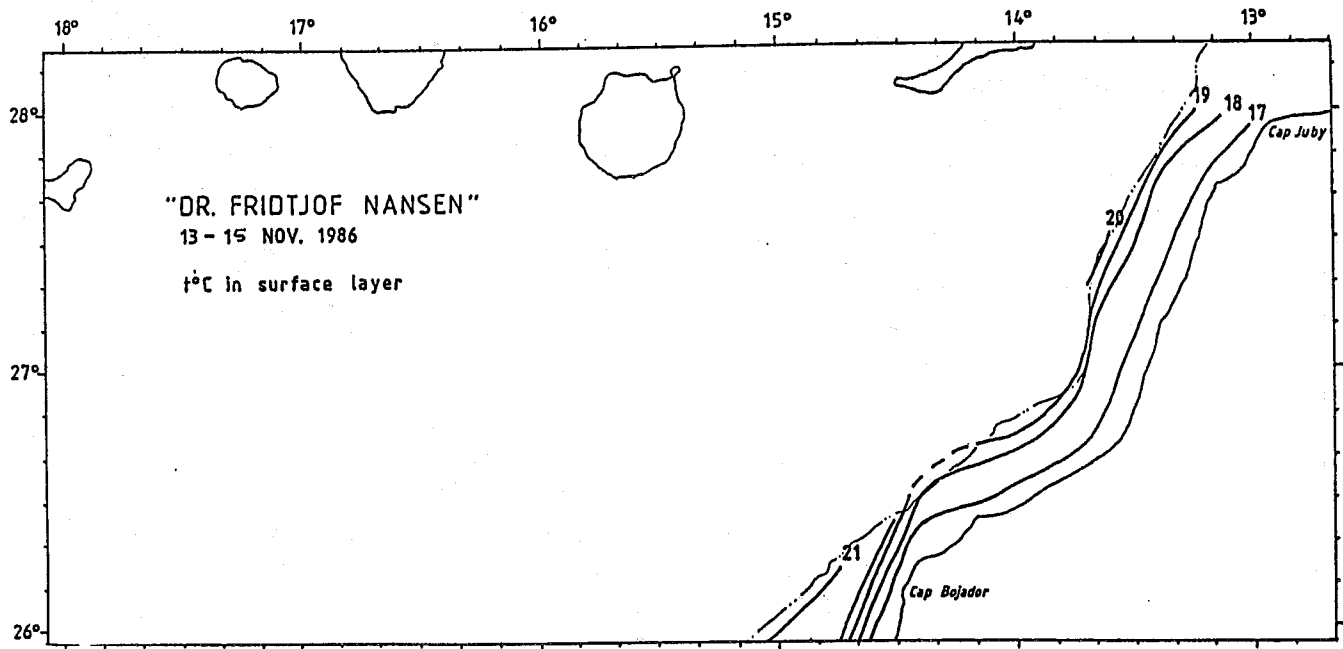 18° 17° 16° 15° 14° 13°
28°
19 18 17
Cap Juby
"DR. FRIDTJOF NANSEN"
13-15 NOV. 1986
20
t°C in surface layer
27°
21
Cap Bojador
26°